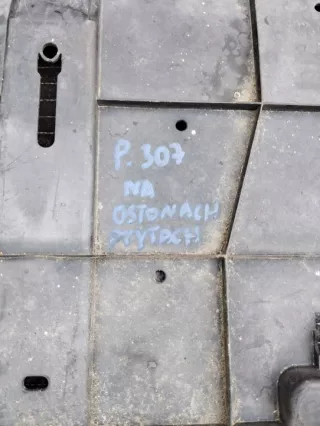 P. 307
NA
OSTONACH
PŁYTACH